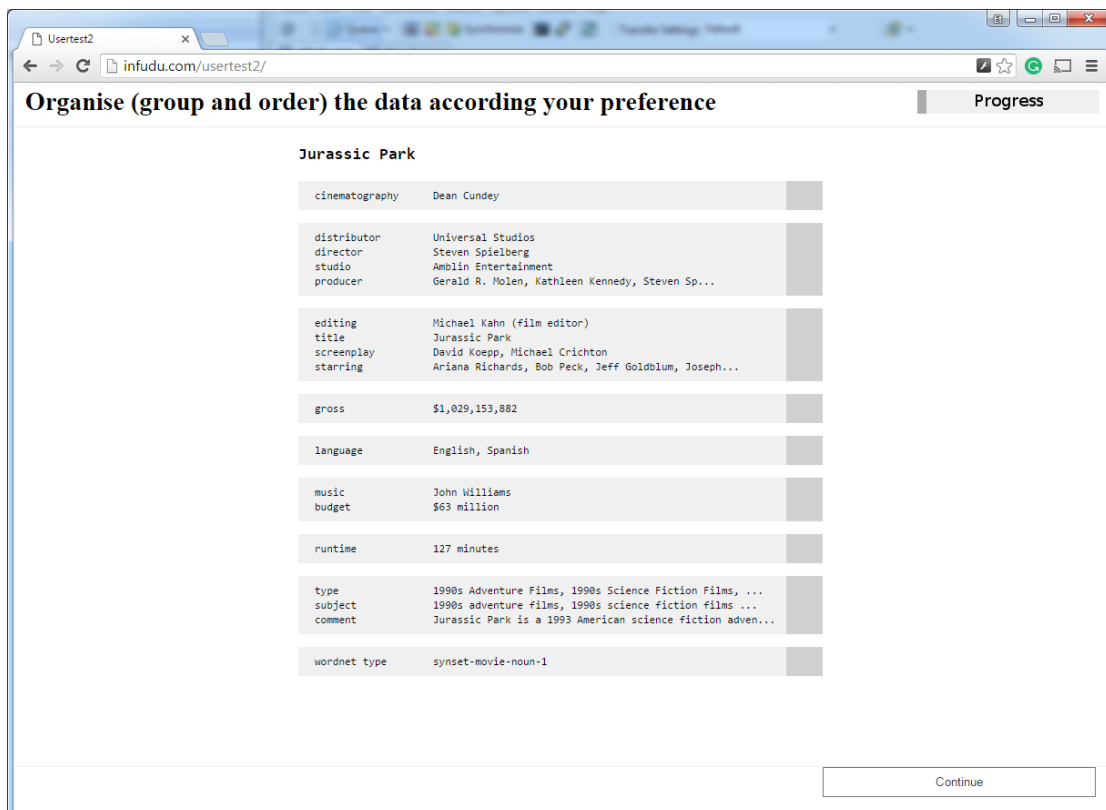 Usertest2
infudu.com/usertest2/
Organise (group and order) the data according your preference
Progress
Jurassic Park
cinematography Dean Cundey
distributor Universal Studios
director Steven Spielberg
studio Amblin Entertainment
producer Gerald R. Molen, Kathleen Kennedy, Steven Sp...
editing Michael Kahn (film editor)
title Jurassic Park
screenplay David Koepp, Michael Crichton
starring Ariana Richards, Bob Peck, Jeff Goldblum, Joseph...
gross $1,029,153,882
language English, Spanish
music John Williams
budget $63 million
runtime 127 minutes
type 1990s Adventure Films, 1990s Science Fiction Films, ...
subject 1990s adventure films, 1990s science fiction films ...
comment Jurassic Park is a 1993 American science fiction adven...
wordnet type synset-movie-noun-1
Continue